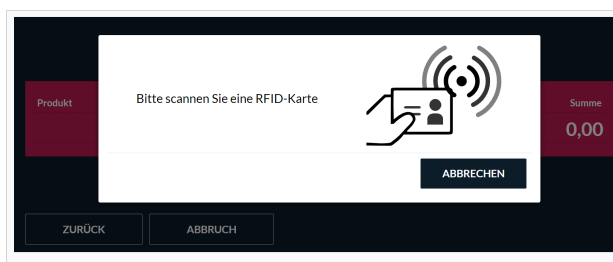 Bitte scannen Sie eine RFID-Karte
Produkt
Summe
0,00
ABBRECHEN
ZURÜCK
ABBRUCH